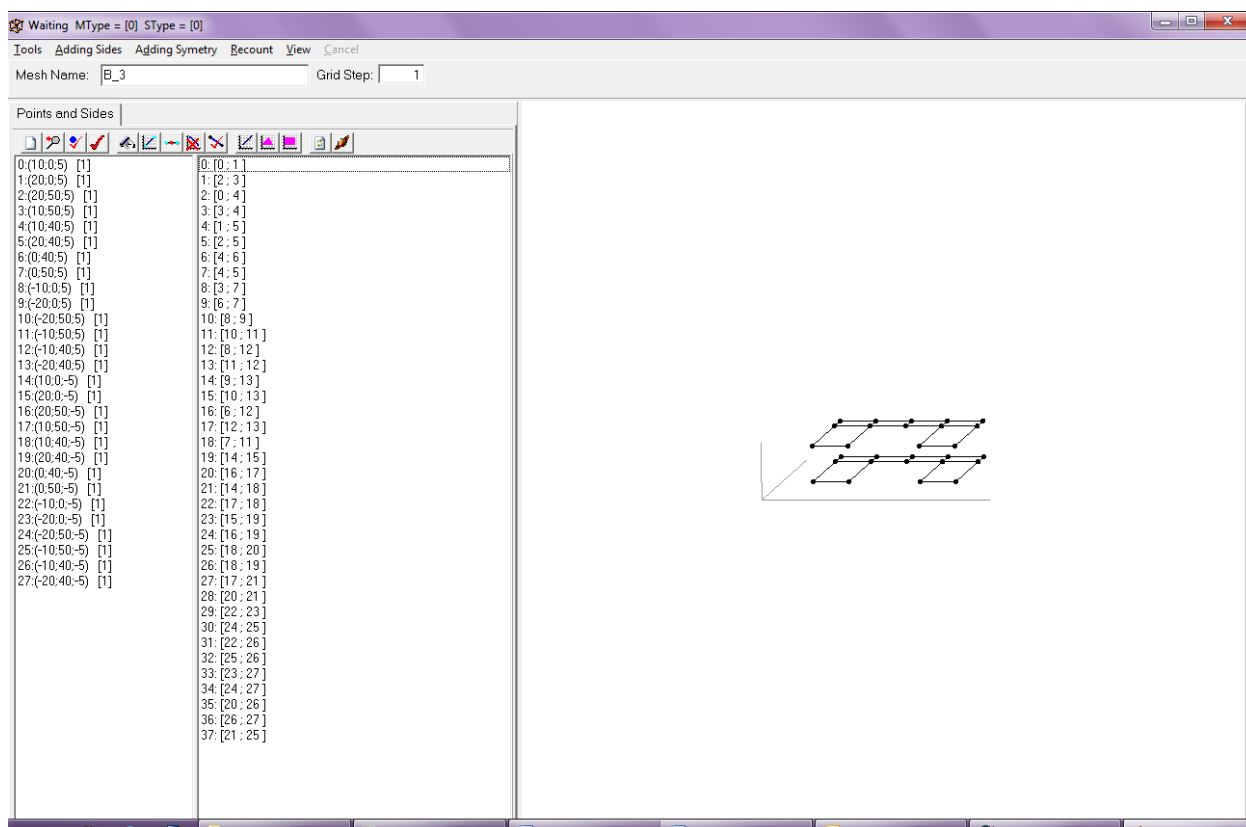 Waiting MType = [0] SType = [0]
Tools Adding Sides Adding Symetry Recount View Cancel
Mesh Name: B_3 Grid Step: 1
Points and Sides
0:(10;0;5) [1]
1:(20;0;5) [1]
2:(20;50;5) [1]
3:(10;50;5) [1]
4:(10;40;5) [1]
5:(20;40;5) [1]
6:(0;40;5) [1]
7:(0;50;5) [1]
8:(-10;0;5) [1]
9:(-20;0;5) [1]
10:(-20;50;5) [1]
11:(-10;50;5) [1]
12:(-10;40;5) [1]
13:(-20;40;5) [1]
14:(10;0;-5) [1]
15:(20;0;-5) [1]
16:(20;50;-5) [1]
17:(10;50;-5) [1]
18:(10;40;-5) [1]
19:(20;40;-5) [1]
20:(0;40;-5) [1]
21:(0;50;-5) [1]
22:(-10;0;-5) [1]
23:(-20;0;-5) [1]
24:(-20;50;-5) [1]
25:(-10;50;-5) [1]
26:(-10;40;-5) [1]
27:(-20;40;-5) [1]
0: [0 ; 1 ]
1: [2 ; 3 ]
2: [0 ; 4 ]
3: [3 ; 4 ]
4: [1 ; 5 ]
5: [2 ; 5 ]
6: [4 ; 6 ]
7: [4 ; 5 ]
8: [3 ; 7 ]
9: [6 ; 7 ]
10: [8 ; 9 ]
11: [10 ; 11 ]
12: [8 ; 12 ]
13: [11 ; 12 ]
14: [9 ; 13 ]
15: [10 ; 13 ]
16: [6 ; 12 ]
17: [12 ; 13 ]
18: [7 ; 11 ]
19: [14 ; 15 ]
20: [16 ; 17 ]
21: [14 ; 18 ]
22: [17 ; 18 ]
23: [15 ; 19 ]
24: [16 ; 19 ]
25: [18 ; 20 ]
26: [18 ; 19 ]
27: [17 ; 21 ]
28: [20 ; 21 ]
29: [22 ; 23 ]
30: [24 ; 25 ]
31: [22 ; 26 ]
32: [25 ; 26 ]
33: [23 ; 27 ]
34: [24 ; 27 ]
35: [20 ; 26 ]
36: [26 ; 27 ]
37: [21 ; 25 ]